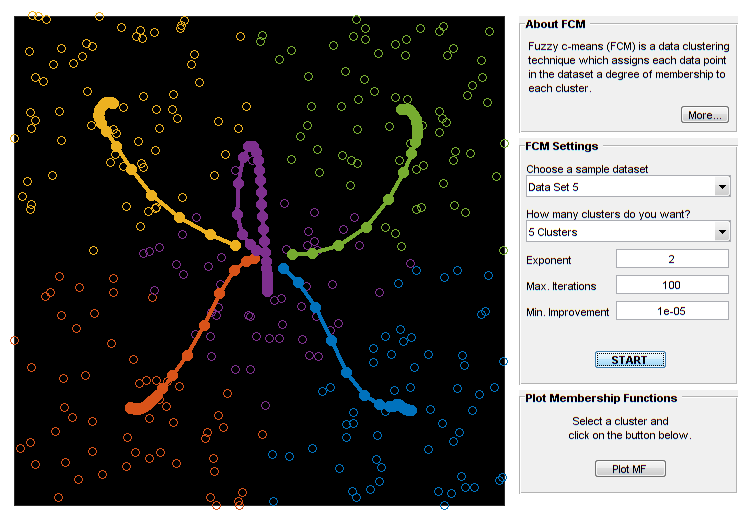 About FCM
Fuzzy c-means (FCM) is a data clustering
technique which assigns each data point
in the dataset a degree of membership to
each cluster.
More...
FCM Settings
Choose a sample dataset
Data Set 5
How many clusters do you want?
5 Clusters
Exponent 2
Max. Iterations 100
Min. Improvement 1e-05
START
Plot Membership Functions
Select a cluster and
click on the button below.
Plot MF